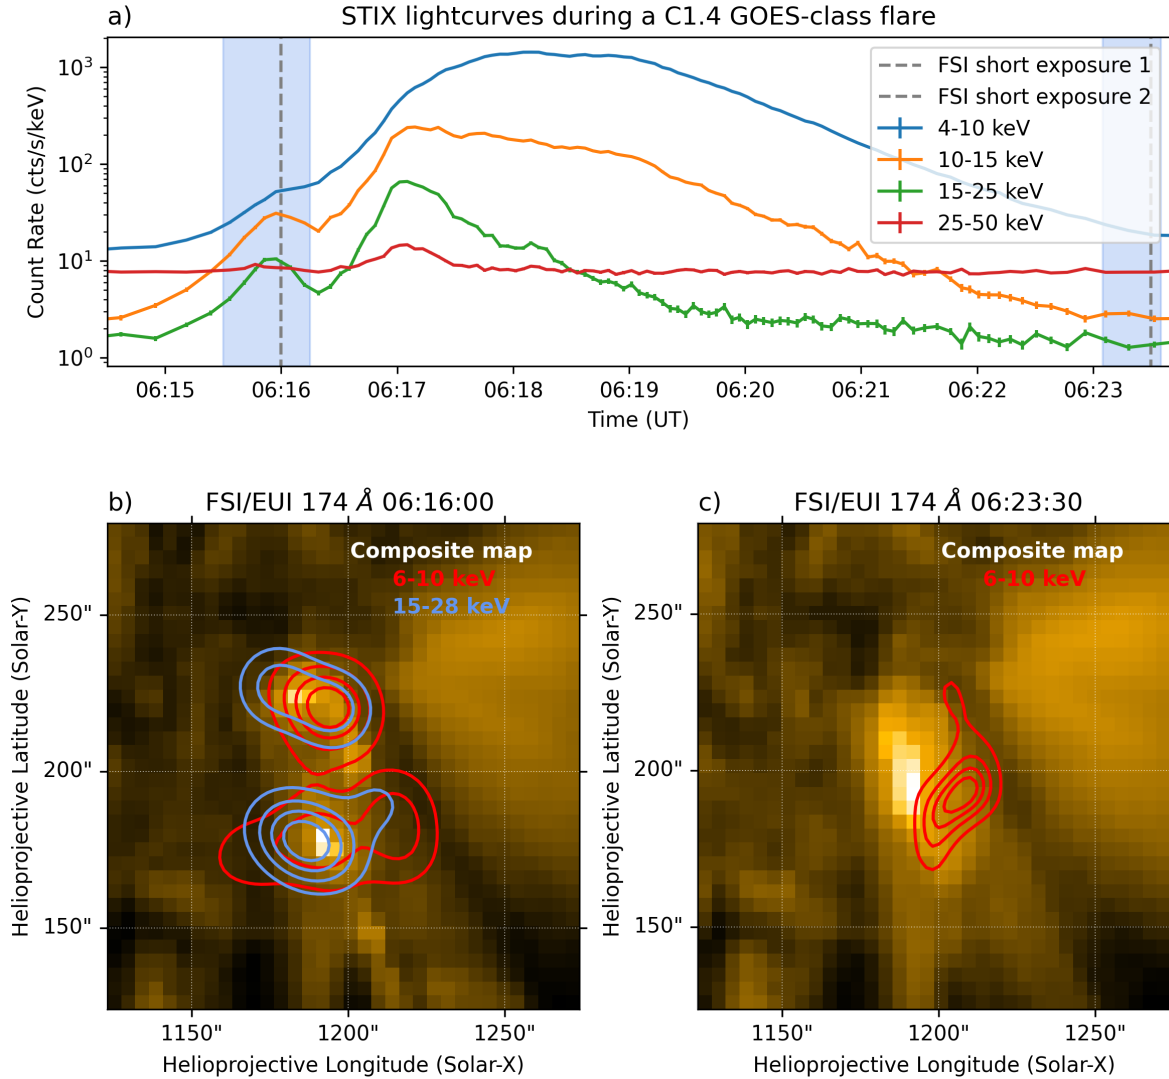 a)
STIX lightcurves during a C1.4 GOES-class flare
Count Rate (cts/s/keV)
10³
10²
10¹
10⁰
FSI short exposure 1
FSI short exposure 2
4-10 keV
10-15 keV
15-25 keV
25-50 keV
06:15 06:16 06:17 06:18 06:19 06:20 06:21 06:22 06:23
Time (UT)
b) FSI/EUI 174 Å 06:16:00
Composite map
6-10 keV
15-28 keV
Helioprojective Latitude (Solar-Y)
250"
200"
150"
1150" 1200" 1250"
Helioprojective Longitude (Solar-X)
c) FSI/EUI 174 Å 06:23:30
Composite map
6-10 keV
Helioprojective Latitude (Solar-Y)
250"
200"
150"
1150" 1200" 1250"
Helioprojective Longitude (Solar-X)